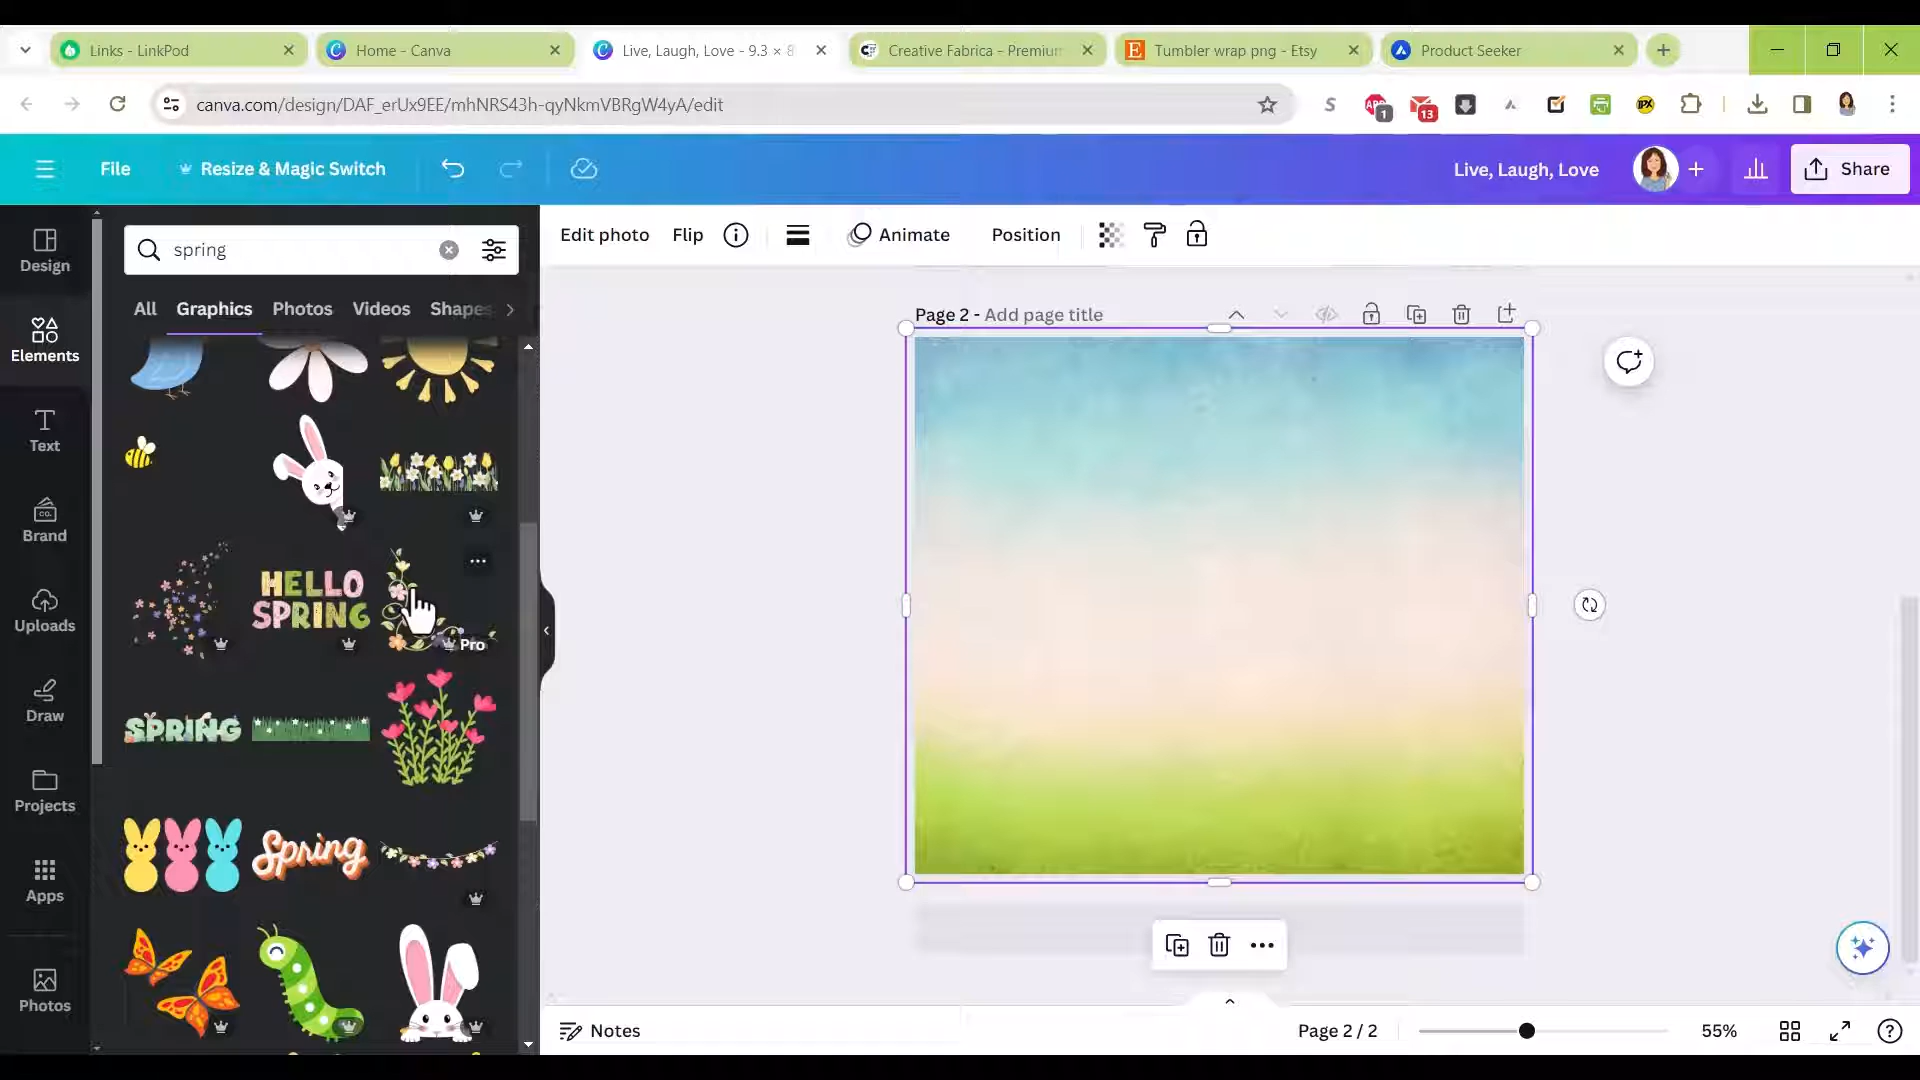 Links - LinkPod
Home - Canva
Live, Laugh, Love - 9.3 × 8
Creative Fabrica – Premium
Tumbler wrap png - Etsy
Product Seeker
canva.com/design/DAF_erUx9EE/mhNRS43h-qyNkmVBRgW4yA/edit
1
13
File
Resize & Magic Switch
Live, Laugh, Love
Share
Design
Elements
Text
Brand
Uploads
Draw
Projects
Apps
Photos
spring
All
Graphics
Photos
Videos
Shapes
HELLO
SPRING
Pro
SPRING
Spring
Edit photo
Flip
Animate
Position
Page 2 - Add page title
Notes
Page 2 / 2
55%